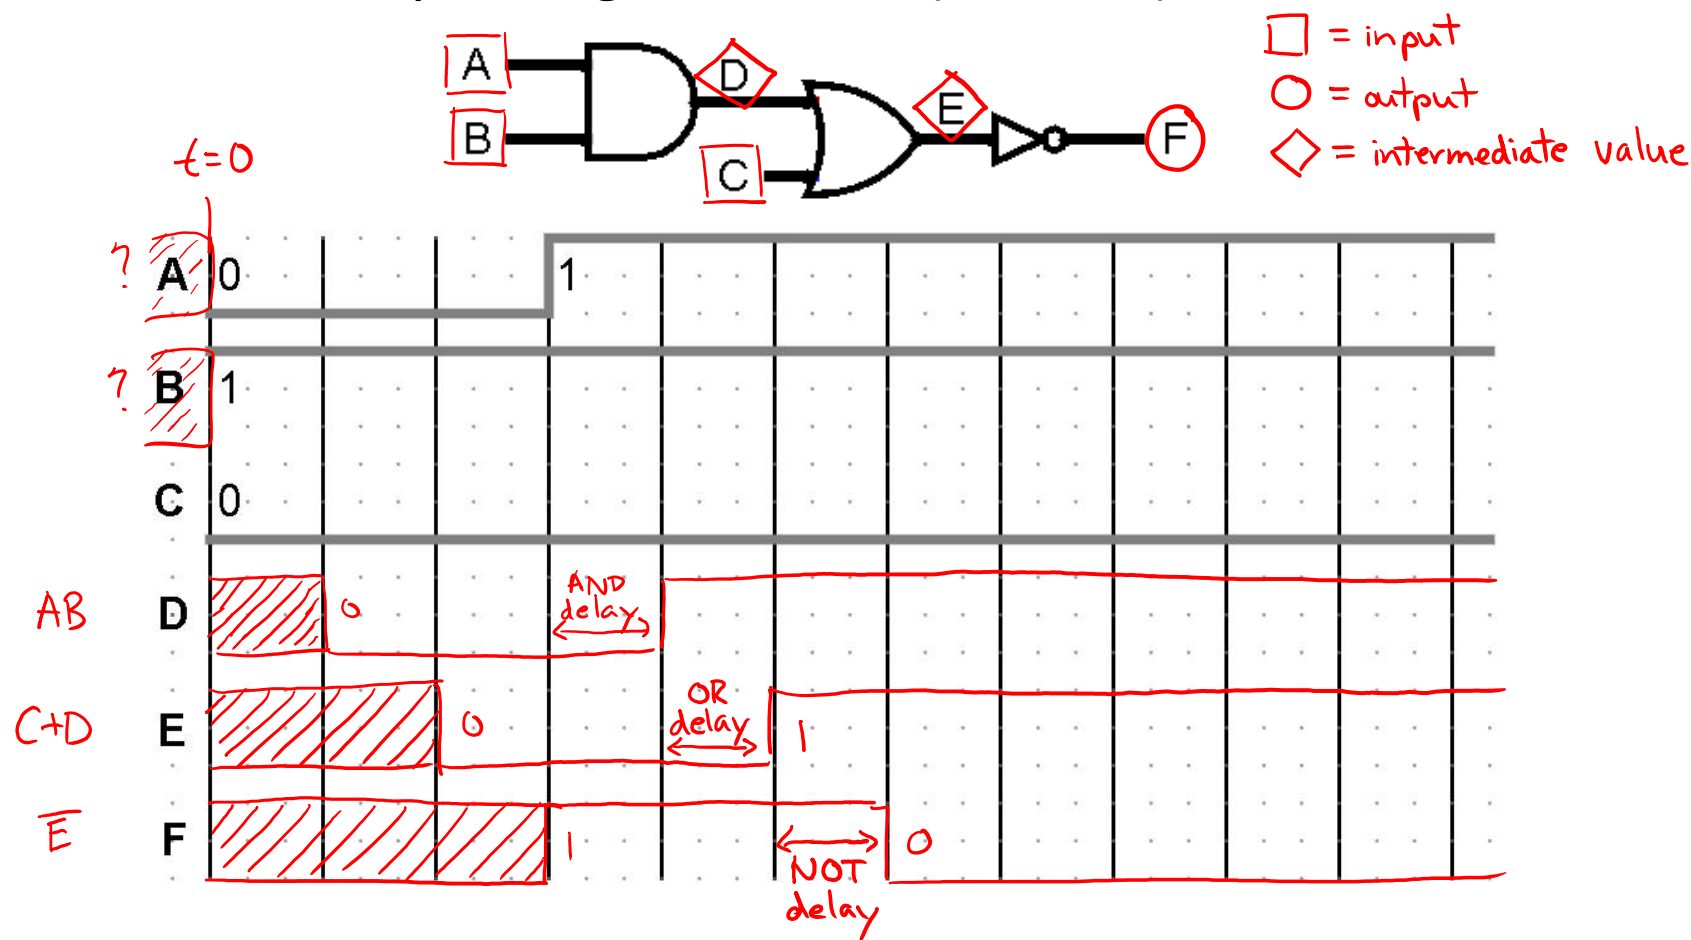 A
B
C
D
E
F
□ = input
○ = output
◇ = intermediate value
t=0
? A 0 1
? B 1
C 0
AB D 0 AND delay
C+D E 0 OR delay 1
E̅ F 1 NOT delay 0